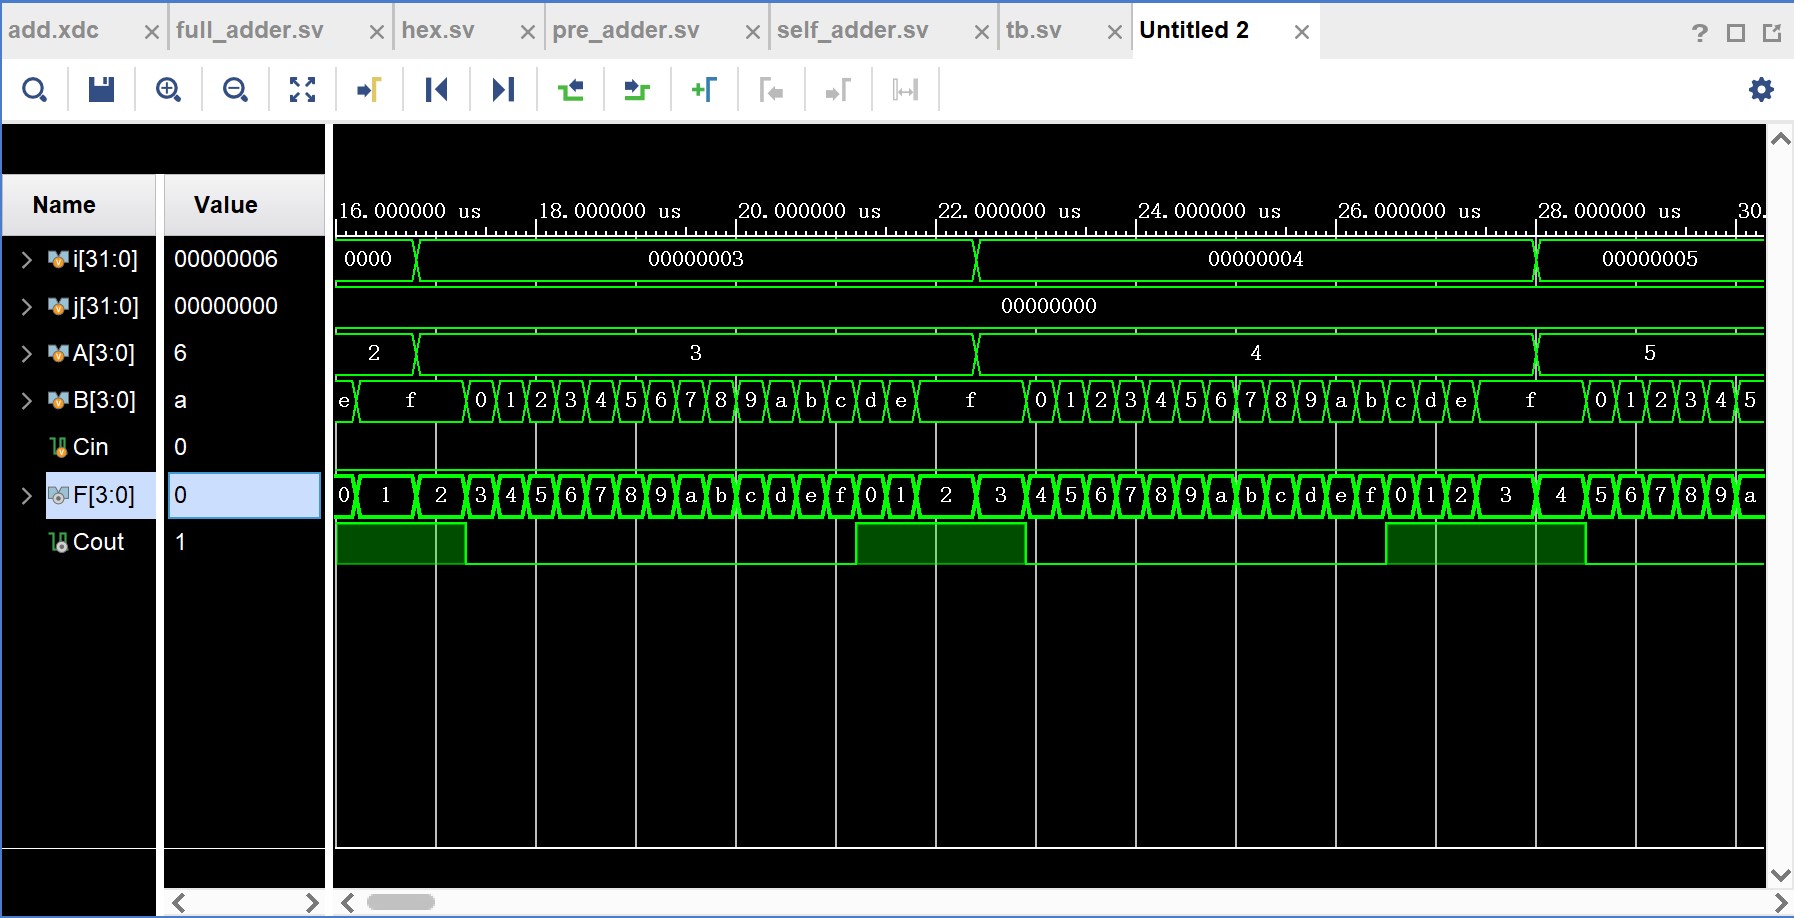 add.xdc full_adder.sv hex.sv pre_adder.sv self_adder.sv tb.sv Untitled 2 ?
Name Value
16.000000 us 18.000000 us 20.000000 us 22.000000 us 24.000000 us 26.000000 us 28.000000 us 30.
i[31:0] 00000006 0000 00000003 00000004 00000005
j[31:0] 00000000 00000000
A[3:0] 6 2 3 4 5
B[3:0] a e f 0 1 2 3 4 5 6 7 8 9 a b c d e f 0 1 2 3 4 5 6 7 8 9 a b c d e f 0 1 2 3 4 5
Cin 0
F[3:0] 0 0 1 2 3 4 5 6 7 8 9 a b c d e f 0 1 2 3 4 5 6 7 8 9 a b c d e f 0 1 2 3 4 5 6 7 8 9 a
Cout 1